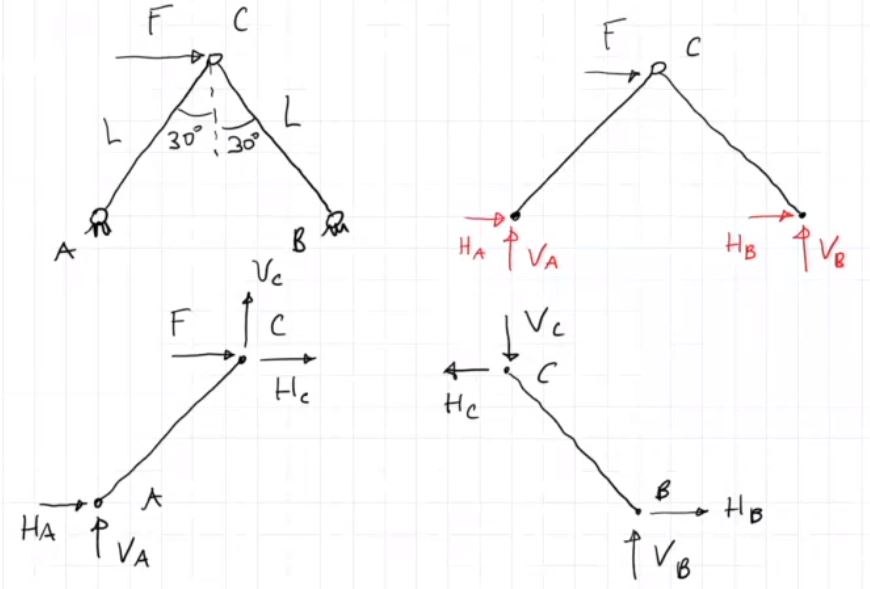 F C
L L
30° 30°
A B
F C
H_A V_A H_B V_B
V_C
F C
H_C
H_A A
V_A
V_C
H_C C
B H_B
V_B